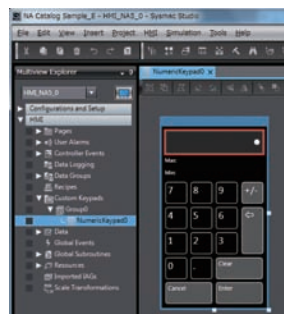 NA Catalog Sample_E - Sysmac Studio
File Edit View Insert Project HMI Simulation Tools Help
Multiview Explorer
NumericKeypad0 x
HMI_NA5_0
Configurations and Setup
HMI
Pages
User Alarms
Controller Events
Data Logging
Data Groups
Recipes
Custom Keypads
Group0
NumericKeypad0
Data
Global Events
Global Subroutines
Resources
Imported IAGs
Scale Transformations
Max:
Min:
7 8 9 +/-
4 5 6
1 2 3
0 . Clear
Cancel Enter